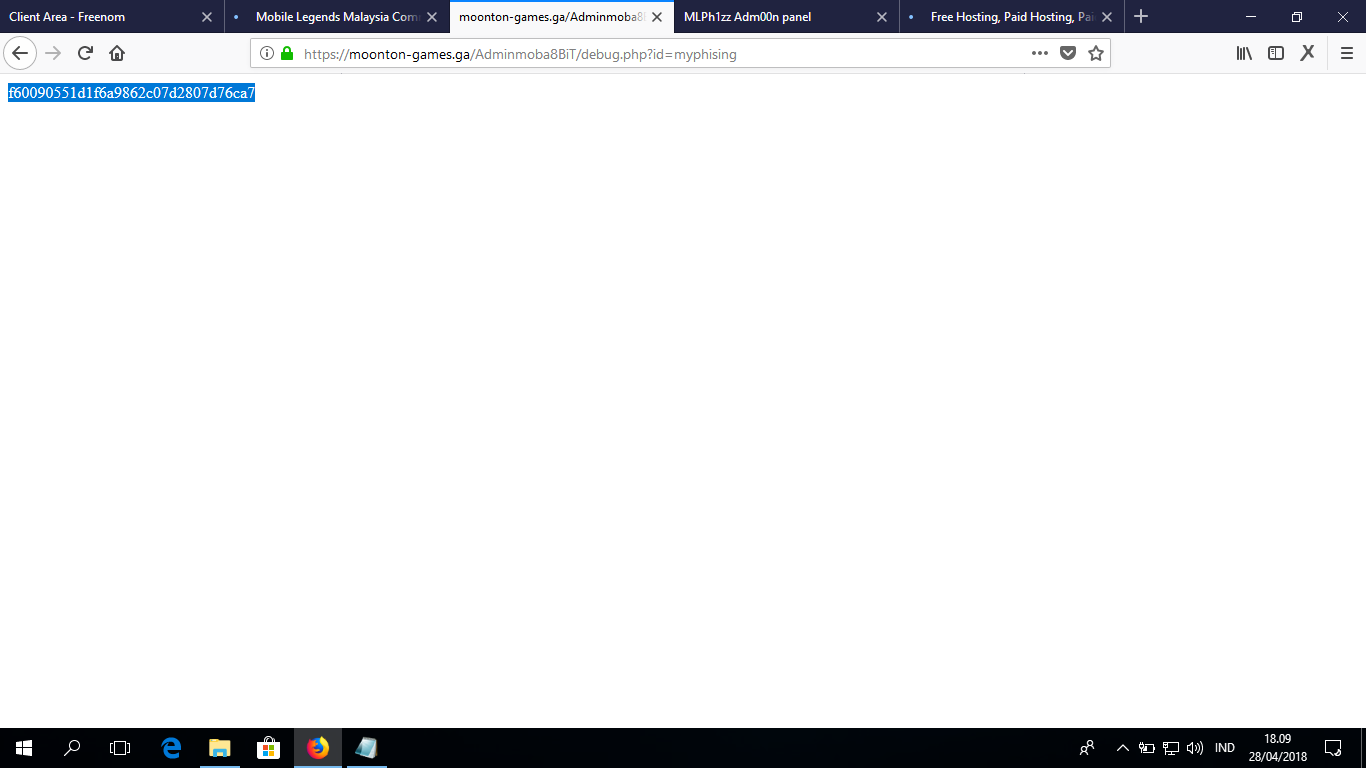 Client Area - Freenom
Mobile Legends Malaysia Com
moonton-games.ga/Adminmoba8
MLPh1zz Adm00n panel
Free Hosting, Paid Hosting, Pai
https://moonton-games.ga/Adminmoba8BiT/debug.php?id=myphising
f60090551d1f6a9862c07d2807d76ca7
IND
18.09
28/04/2018